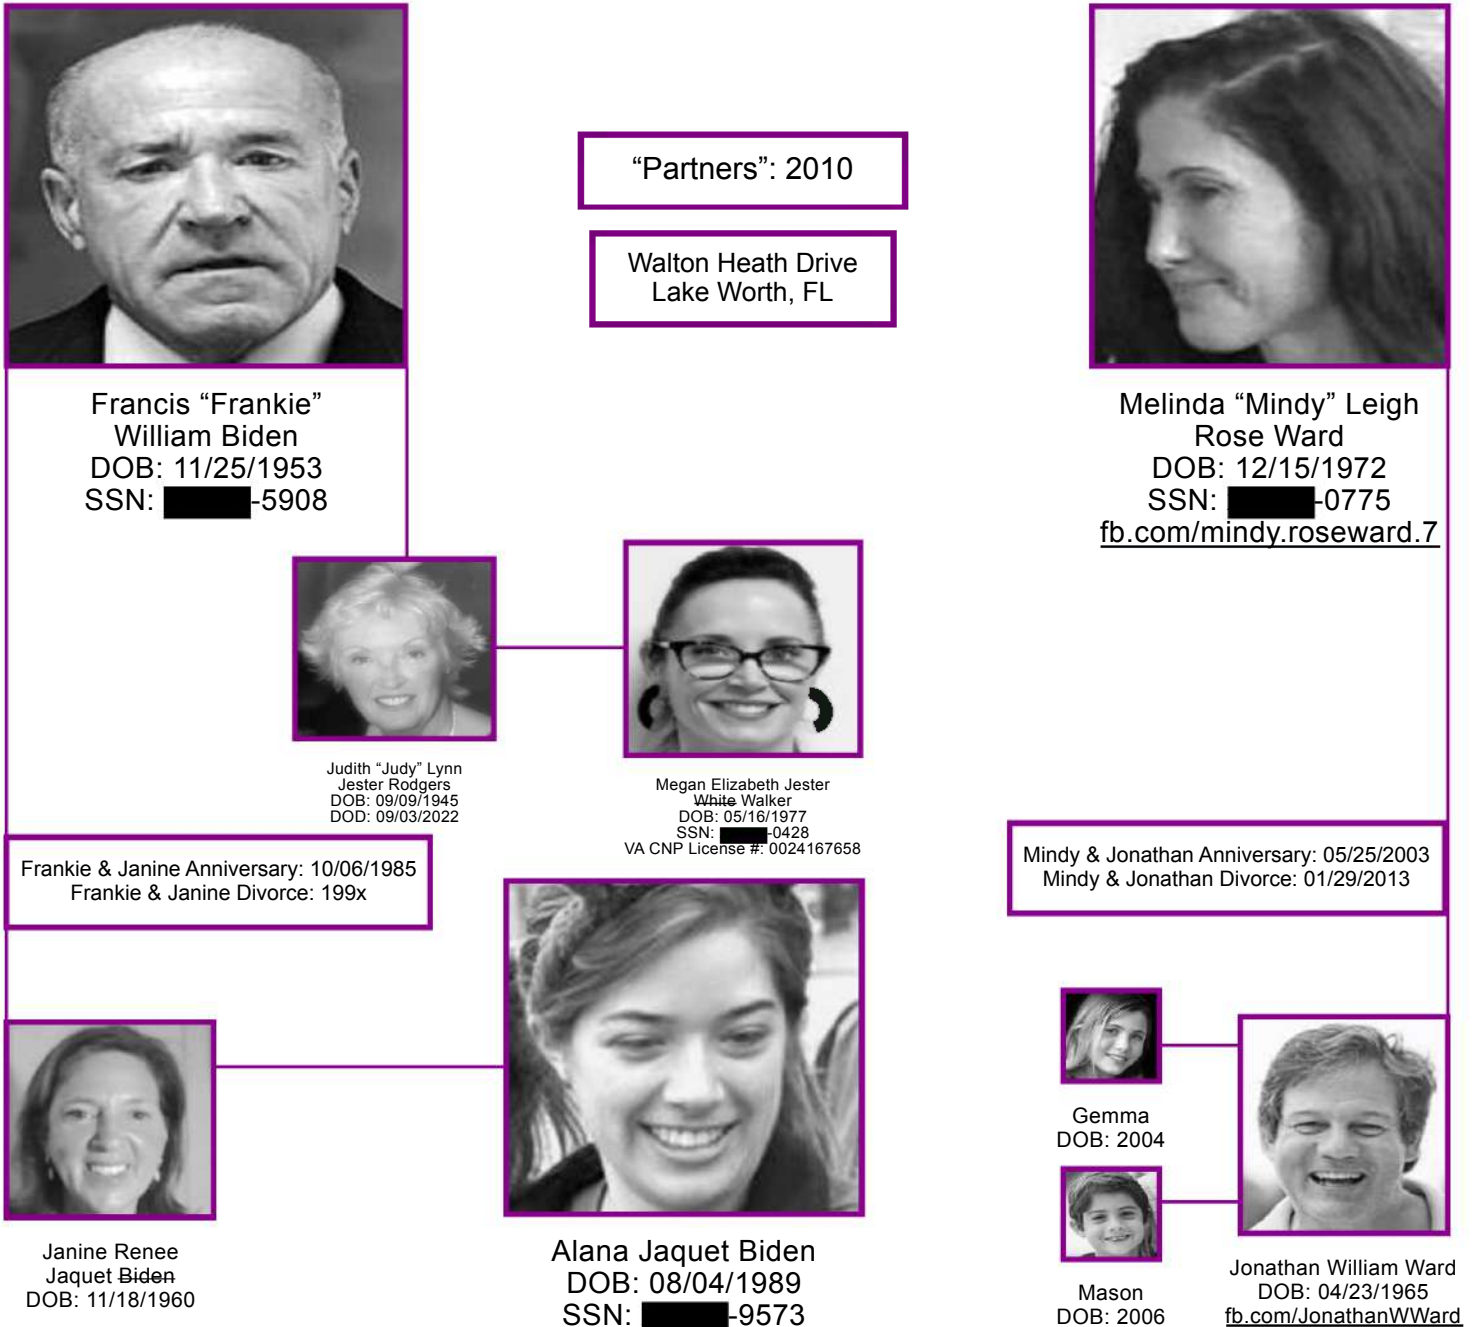 “Partners”: 2010
Walton Heath Drive
Lake Worth, FL
Francis “Frankie”
William Biden
DOB: 11/25/1953
SSN: -5908
Melinda “Mindy” Leigh
Rose Ward
DOB: 12/15/1972
SSN: -0775
fb.com/mindy.roseward.7
Judith “Judy” Lynn
Jester Rodgers
DOB: 09/09/1945
DOD: 09/03/2022
Megan Elizabeth Jester
White Walker
DOB: 05/16/1977
SSN: -0428
VA CNP License #: 0024167658
Frankie & Janine Anniversary: 10/06/1985
Frankie & Janine Divorce: 199x
Mindy & Jonathan Anniversary: 05/25/2003
Mindy & Jonathan Divorce: 01/29/2013
Janine Renee
Jaquet Biden
DOB: 11/18/1960
Alana Jaquet Biden
DOB: 08/04/1989
SSN: -9573
Gemma
DOB: 2004
Mason
DOB: 2006
Jonathan William Ward
DOB: 04/23/1965
fb.com/JonathanWWard